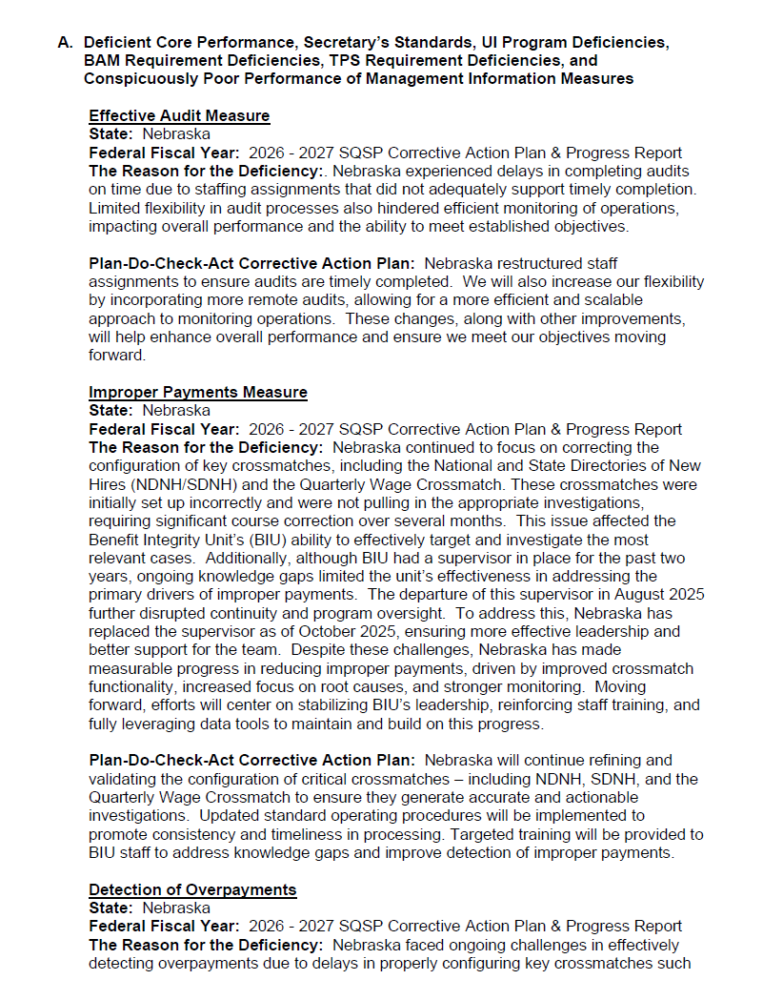 A. Deficient Core Performance, Secretary's Standards, UI Program Deficiencies,
BAM Requirement Deficiencies, TPS Requirement Deficiencies, and
Conspicuously Poor Performance of Management Information Measures
Effective Audit Measure
State: Nebraska
Federal Fiscal Year: 2026 - 2027 SQSP Corrective Action Plan & Progress Report
The Reason for the Deficiency:. Nebraska experienced delays in completing audits
on time due to staffing assignments that did not adequately support timely completion.
Limited flexibility in audit processes also hindered efficient monitoring of operations,
impacting overall performance and the ability to meet established objectives.
Plan-Do-Check-Act Corrective Action Plan: Nebraska restructured staff
assignments to ensure audits are timely completed. We will also increase our flexibility
by incorporating more remote audits, allowing for a more efficient and scalable
approach to monitoring operations. These changes, along with other improvements,
will help enhance overall performance and ensure we meet our objectives moving
forward.
Improper Payments Measure
State: Nebraska
Federal Fiscal Year: 2026 - 2027 SQSP Corrective Action Plan & Progress Report
The Reason for the Deficiency: Nebraska continued to focus on correcting the
configuration of key crossmatches, including the National and State Directories of New
Hires (NDNH/SDNH) and the Quarterly Wage Crossmatch. These crossmatches were
initially set up incorrectly and were not pulling in the appropriate investigations,
requiring significant course correction over several months. This issue affected the
Benefit Integrity Unit's (BIU) ability to effectively target and investigate the most
relevant cases. Additionally, although BIU had a supervisor in place for the past two
years, ongoing knowledge gaps limited the unit's effectiveness in addressing the
primary drivers of improper payments. The departure of this supervisor in August 2025
further disrupted continuity and program oversight. To address this, Nebraska has
replaced the supervisor as of October 2025, ensuring more effective leadership and
better support for the team. Despite these challenges, Nebraska has made
measurable progress in reducing improper payments, driven by improved crossmatch
functionality, increased focus on root causes, and stronger monitoring. Moving
forward, efforts will center on stabilizing BIU's leadership, reinforcing staff training, and
fully leveraging data tools to maintain and build on this progress.
Plan-Do-Check-Act Corrective Action Plan: Nebraska will continue refining and
validating the configuration of critical crossmatches – including NDNH, SDNH, and the
Quarterly Wage Crossmatch to ensure they generate accurate and actionable
investigations. Updated standard operating procedures will be implemented to
promote consistency and timeliness in processing. Targeted training will be provided to
BIU staff to address knowledge gaps and improve detection of improper payments.
Detection of Overpayments
State: Nebraska
Federal Fiscal Year: 2026 - 2027 SQSP Corrective Action Plan & Progress Report
The Reason for the Deficiency: Nebraska faced ongoing challenges in effectively
detecting overpayments due to delays in properly configuring key crossmatches such